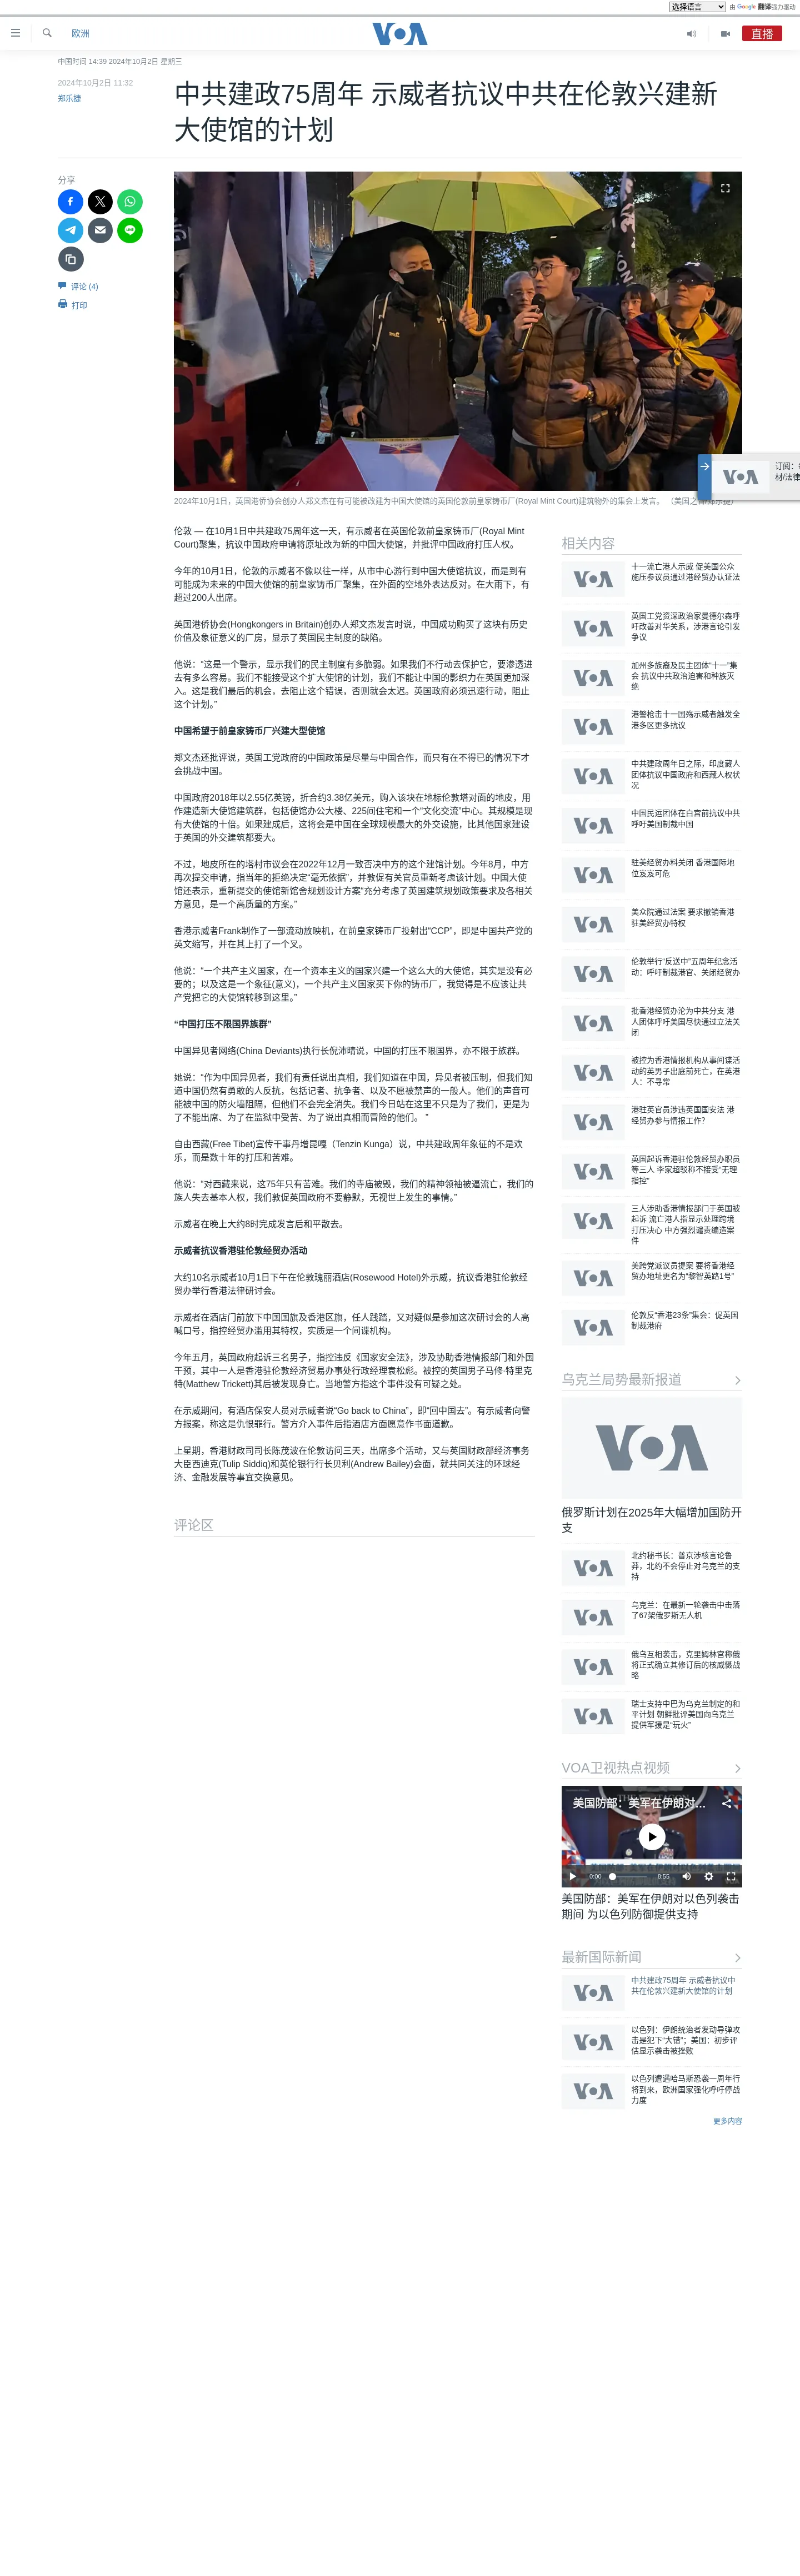 选择语言
由 Google 翻译强力驱动
欧洲
VOA
直播
中国时间 14:39 2024年10月2日 星期三
2024年10月2日 11:32
郑乐捷
中共建政75周年 示威者抗议中共在伦敦兴建新
大使馆的计划
分享
评论 (4)
打印
订阅:
材/法律
VOA
2024年10月1日，英国港侨协会创办人郑文杰在有可能被改建为中国大使馆的英国伦敦前皇家铸币厂(Royal Mint Court)建筑物外的集会上发言。（美国之音/郑乐捷）
伦敦 — 在10月1日中共建政75周年这一天，有示威者在英国伦敦前皇家铸币厂(Royal Mint
Court)聚集，抗议中国政府申请将原址改为新的中国大使馆，并批评中国政府打压人权。
今年的10月1日，伦敦的示威者不像以往一样，从市中心游行到中国大使馆抗议，而是到有
可能成为未来的中国大使馆的前皇家铸币厂聚集，在外面的空地外表达反对。在大雨下，有
超过200人出席。
英国港侨协会(Hongkongers in Britain)创办人郑文杰发言时说，中国成功购买了这块有历史
价值及象征意义的厂房，显示了英国民主制度的缺陷。
他说：“这是一个警示，显示我们的民主制度有多脆弱。如果我们不行动去保护它，要渗透进
去有多么容易。我们不能接受这个扩大使馆的计划，我们不能让中国的影响力在英国更加深
入。这是我们最后的机会，去阻止这个错误，否则就会太迟。英国政府必须迅速行动，阻止
这个计划。”
中国希望于前皇家铸币厂兴建大型使馆
郑文杰还批评说，英国工党政府的中国政策是尽量与中国合作，而只有在不得已的情况下才
会挑战中国。
中国政府2018年以2.55亿英镑，折合约3.38亿美元，购入该块在地标伦敦塔对面的地皮，用
作建造新大使馆建筑群，包括使馆办公大楼、225间住宅和一个“文化交流”中心。其规模是现
有大使馆的十倍。如果建成后，这将会是中国在全球规模最大的外交设施，比其他国家建设
于英国的外交建筑都要大。
不过，地皮所在的塔村市议会在2022年12月一致否决中方的这个建馆计划。今年8月，中方
再次提交申请，指当年的拒绝决定“毫无依据”，并敦促有关官员重新考虑该计划。中国大使
馆还表示，重新提交的使馆新馆舍规划设计方案“充分考虑了英国建筑规划政策要求及各相关
方意见，是一个高质量的方案。”
香港示威者Frank制作了一部流动放映机，在前皇家铸币厂投射出“CCP”，即是中国共产党的
英文缩写，并在其上打了一个叉。
他说：“一个共产主义国家，在一个资本主义的国家兴建一个这么大的大使馆，其实是没有必
要的；以及这是一个象征(意义)，一个共产主义国家买下你的铸币厂，我觉得是不应该让共
产党把它的大使馆转移到这里。”
“中国打压不限国界族群”
中国异见者网络(China Deviants)执行长倪沛晴说，中国的打压不限国界，亦不限于族群。
她说：“作为中国异见者，我们有责任说出真相，我们知道在中国，异见者被压制，但我们知
道中国仍然有勇敢的人反抗，包括记者、抗争者、以及不愿被禁声的一般人。他们的声音可
能被中国的防火墙阻隔，但他们不会完全消失。我们今日站在这里不只是为了我们，更是为
了不能出席、为了在监狱中受苦、为了说出真相而冒险的他们。 ”
自由西藏(Free Tibet)宣传干事丹增昆嘎（Tenzin Kunga）说，中共建政周年象征的不是欢
乐，而是数十年的打压和苦难。
他说：“对西藏来说，这75年只有苦难。我们的寺庙被毁，我们的精神领袖被逼流亡，我们的
族人失去基本人权，我们敦促英国政府不要静默，无视世上发生的事情。”
示威者在晚上大约8时完成发言后和平散去。
示威者抗议香港驻伦敦经贸办活动
大约10名示威者10月1日下午在伦敦瑰丽酒店(Rosewood Hotel)外示威，抗议香港驻伦敦经
贸办举行香港法律研讨会。
示威者在酒店门前放下中国国旗及香港区旗，任人践踏，又对疑似是参加这次研讨会的人高
喊口号，指控经贸办滥用其特权，实质是一个间谍机构。
今年五月，英国政府起诉三名男子，指控违反《国家安全法》，涉及协助香港情报部门和外国
干预，其中一人是香港驻伦敦经济贸易办事处行政经理袁松彪。被控的英国男子马修·特里克
特(Matthew Trickett)其后被发现身亡。当地警方指这个事件没有可疑之处。
在示威期间，有酒店保安人员对示威者说“Go back to China”，即“回中国去”。有示威者向警
方报案，称这是仇恨罪行。警方介入事件后指酒店方面愿意作书面道歉。
上星期，香港财政司司长陈茂波在伦敦访问三天，出席多个活动，又与英国财政部经济事务
大臣西迪克(Tulip Siddiq)和英伦银行行长贝利(Andrew Bailey)会面，就共同关注的环球经
济、金融发展等事宜交换意见。
评论区
相关内容
十一流亡港人示威 促美国公众
施压参议员通过港经贸办认证法
英国工党资深政治家曼德尔森呼
吁改善对华关系，涉港言论引发
争议
加州多族裔及民主团体“十一”集
会 抗议中共政治迫害和种族灭
绝
港警枪击十一国殇示威者触发全
港多区更多抗议
中共建政周年日之际，印度藏人
团体抗议中国政府和西藏人权状
况
中国民运团体在白宫前抗议中共
呼吁美国制裁中国
驻美经贸办料关闭 香港国际地
位岌岌可危
美众院通过法案 要求撤销香港
驻美经贸办特权
伦敦举行“反送中”五周年纪念活
动：呼吁制裁港官、关闭经贸办
批香港经贸办沦为中共分支 港
人团体呼吁美国尽快通过立法关
闭
被控为香港情报机构从事间谍活
动的英男子出庭前死亡，在英港
人：不寻常
港驻英官员涉违英国国安法 港
经贸办参与情报工作?
英国起诉香港驻伦敦经贸办职员
等三人 李家超驳称不接受“无理
指控”
三人涉助香港情报部门于英国被
起诉 流亡港人指显示处理跨境
打压决心 中方强烈谴责编造案
件
美跨党派议员提案 要将香港经
贸办地址更名为“黎智英路1号”
伦敦反“香港23条”集会：促英国
制裁港府
乌克兰局势最新报道
VOA
俄罗斯计划在2025年大幅增加国防开
支
北约秘书长：普京涉核言论鲁
莽，北约不会停止对乌克兰的支
持
乌克兰：在最新一轮袭击中击落
了67架俄罗斯无人机
俄乌互相袭击，克里姆林宫称俄
将正式确立其修订后的核威慑战
略
瑞士支持中巴为乌克兰制定的和
平计划 朝鲜批评美国向乌克兰
提供军援是“玩火”
VOA卫视热点视频
美国防部：美军在伊朗对...
0:00
8:55
美国防部：美军在伊朗对以色列袭击
期间 为以色列防御提供支持
最新国际新闻
中共建政75周年 示威者抗议中
共在伦敦兴建新大使馆的计划
以色列：伊朗统治者发动导弹攻
击是犯下“大错”；美国：初步评
估显示袭击被挫败
以色列遭遇哈马斯恐袭一周年行
将到来，欧洲国家强化呼吁停战
力度
更多内容